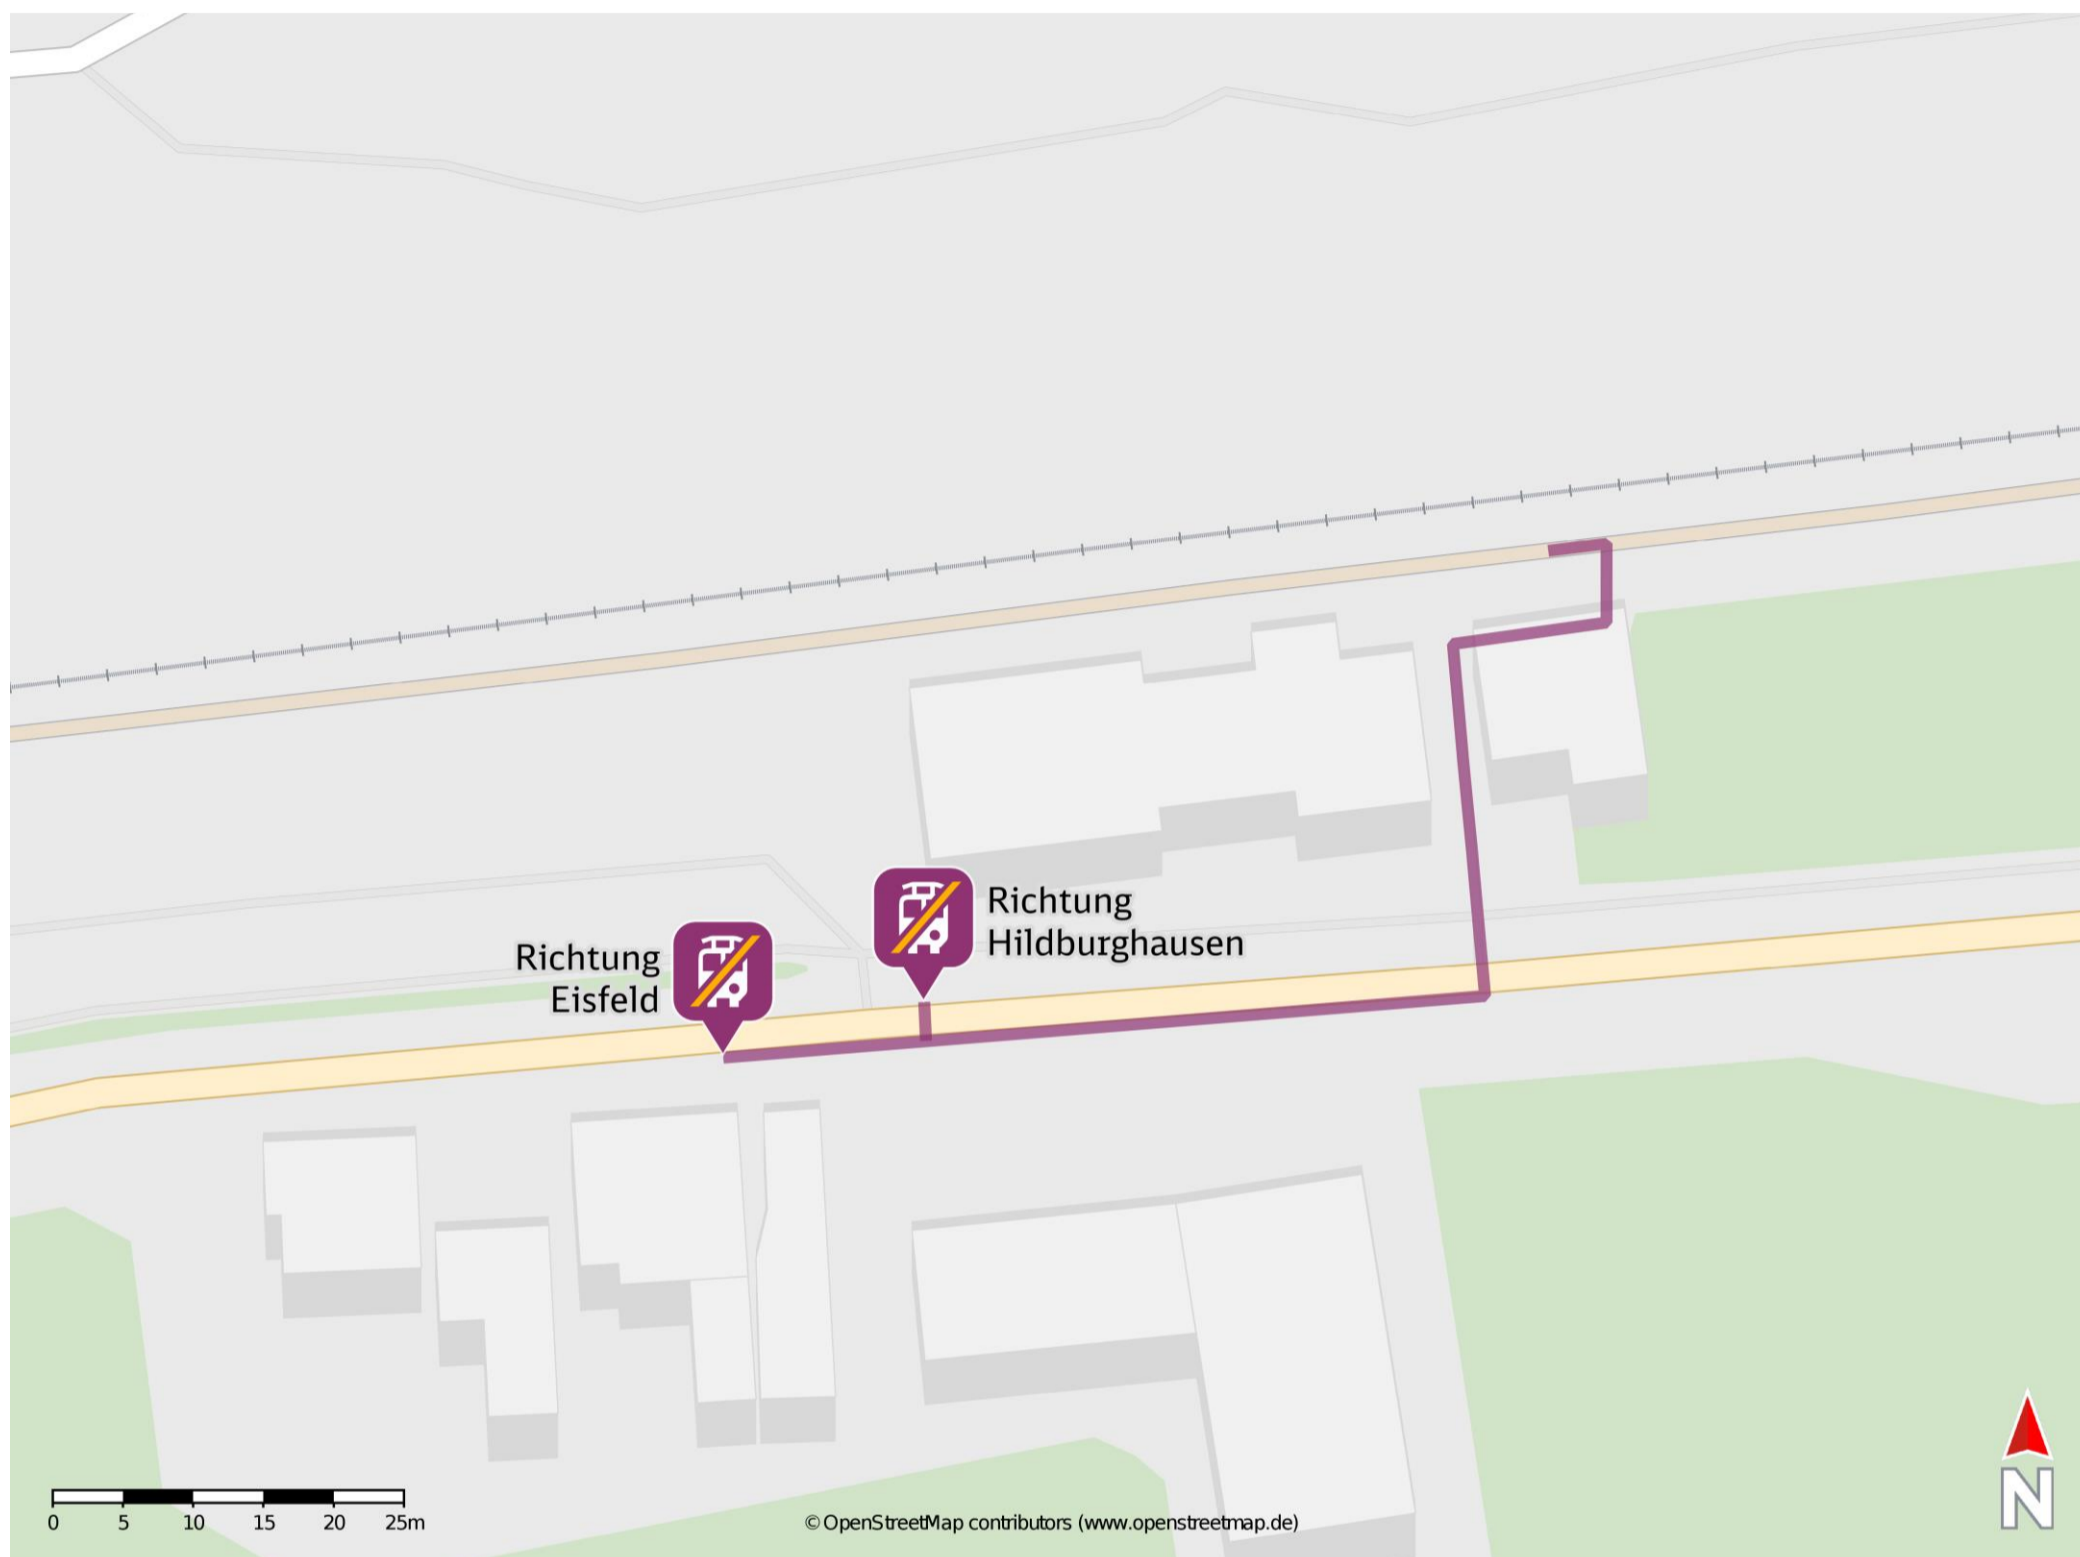 Richtung
Hildburghausen
Richtung
Eisfeld
0 5 10 15 20 25m
© OpenStreetMap contributors (www.openstreetmap.de)
N